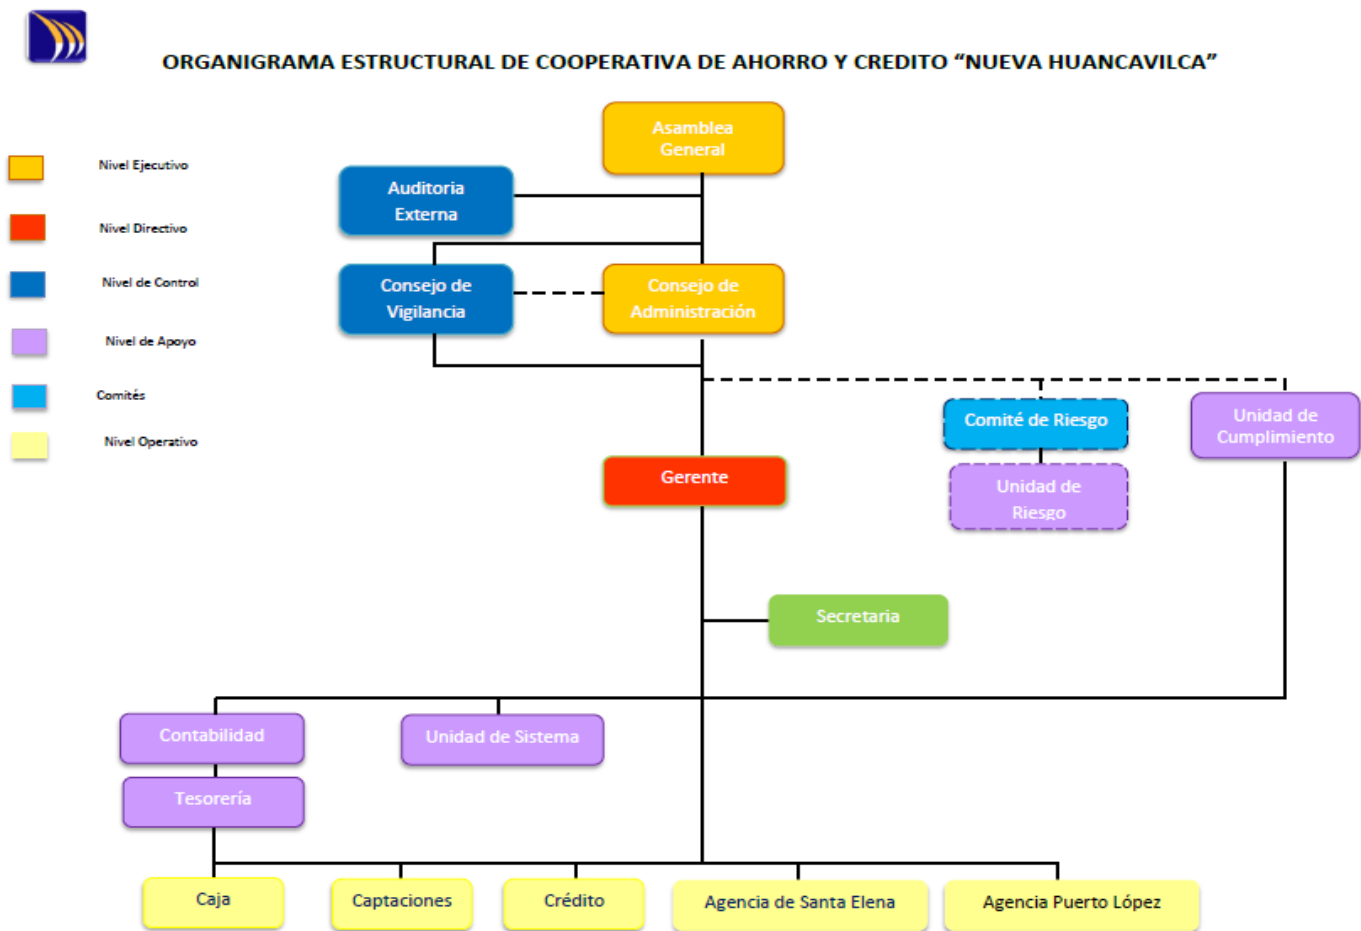 ORGANIGRAMA ESTRUCTURAL DE COOPERATIVA DE AHORRO Y CREDITO “NUEVA HUANCAVILCA”
Nivel Ejecutivo
Nivel Directivo
Nivel de Control
Nivel de Apoyo
Comités
Nivel Operativo
Asamblea
General
Auditoria
Externa
Consejo de
Vigilancia
Consejo de
Administración
Comité de Riesgo
Unidad de
Riesgo
Unidad de
Cumplimiento
Gerente
Secretaria
Contabilidad
Unidad de Sistema
Tesorería
Caja
Captaciones
Crédito
Agencia de Santa Elena
Agencia Puerto López